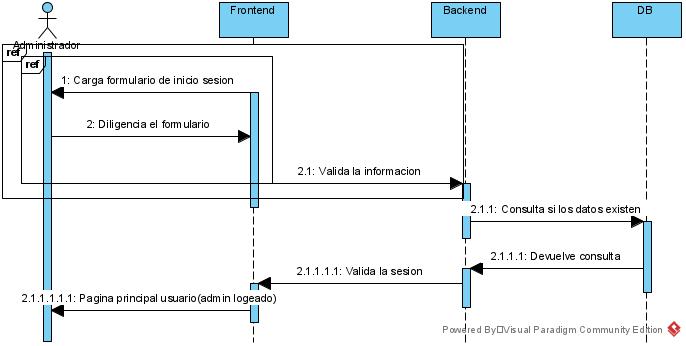 Frontend
Backend
DB
Administrador
ref
ref
1: Carga formulario de inicio sesion
2: Diligencia el formulario
2.1: Valida la informacion
2.1.1: Consulta si los datos existen
2.1.1.1: Devuelve consulta
2.1.1.1.1: Valida la sesion
2.1.1.1.1.1: Pagina principal usuario(admin logeado)
Powered By Visual Paradigm Community Edition